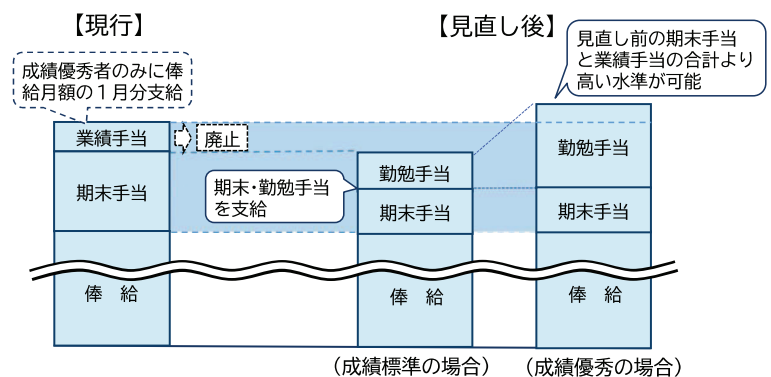 【現行】
成績優秀者のみに俸
給月額の１月分支給
業績手当
廃止
期末手当
俸　給
【見直し後】
見直し前の期末手当
と業績手当の合計より
高い水準が可能
期末・勤勉手当
を支給
勤勉手当
期末手当
俸　給
（成績標準の場合）
勤勉手当
期末手当
俸　給
（成績優秀の場合）